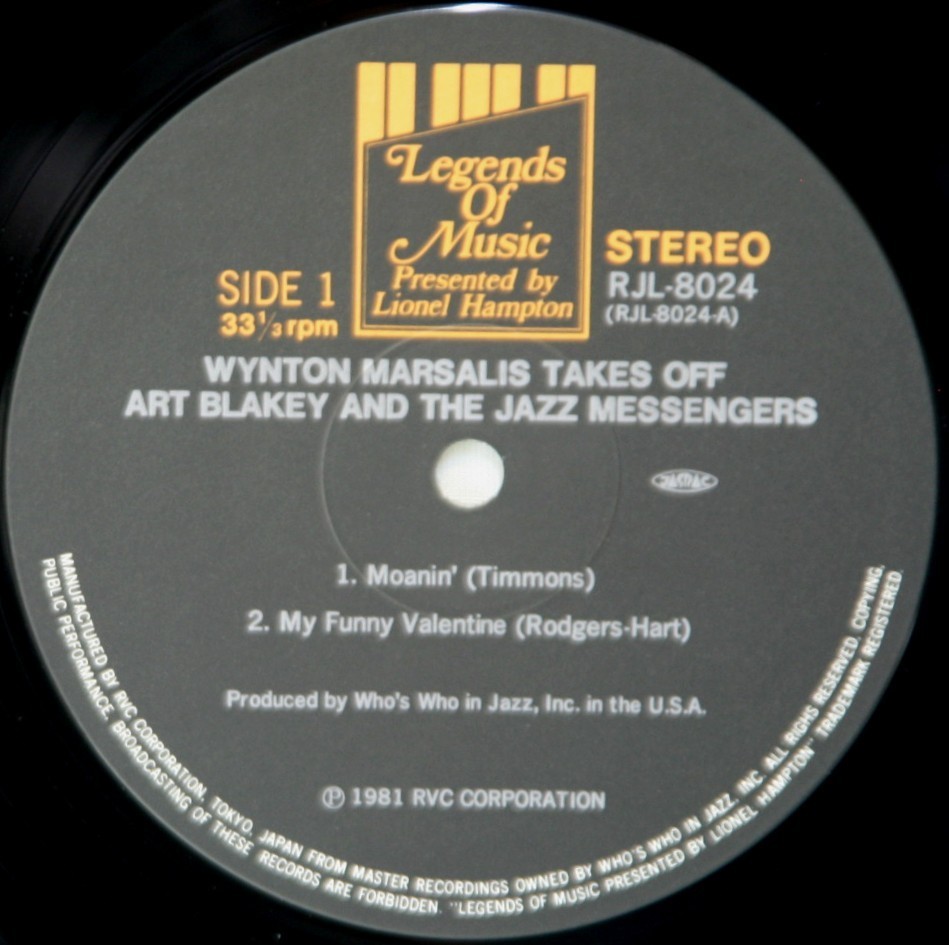 Legends
Of
Music
Presented by
Lionel Hampton
SIDE 1
33 1/3 rpm
STEREO
RJL-8024
(RJL-8024-A)
WYNTON MARSALIS TAKES OFF
ART BLAKEY AND THE JAZZ MESSENGERS
JASRAC
1. Moanin' (Timmons)
2. My Funny Valentine (Rodgers-Hart)
Produced by Who's Who in Jazz, Inc. in the U.S.A.
Ⓟ 1981 RVC CORPORATION
MANUFACTURED BY RVC CORPORATION, TOKYO, JAPAN FROM MASTER RECORDINGS OWNED BY WHO'S WHO IN JAZZ, INC. ALL RIGHS RESERVED. COPYING,
PUBLIC PERFORMANCE, BROADCASTING OF THESE RECORDS ARE FORBIDDEN. "LEGENDS OF MUSIC PRESENTED BY LIONEL HAMPTON" TRADEMARK REGISTERED.